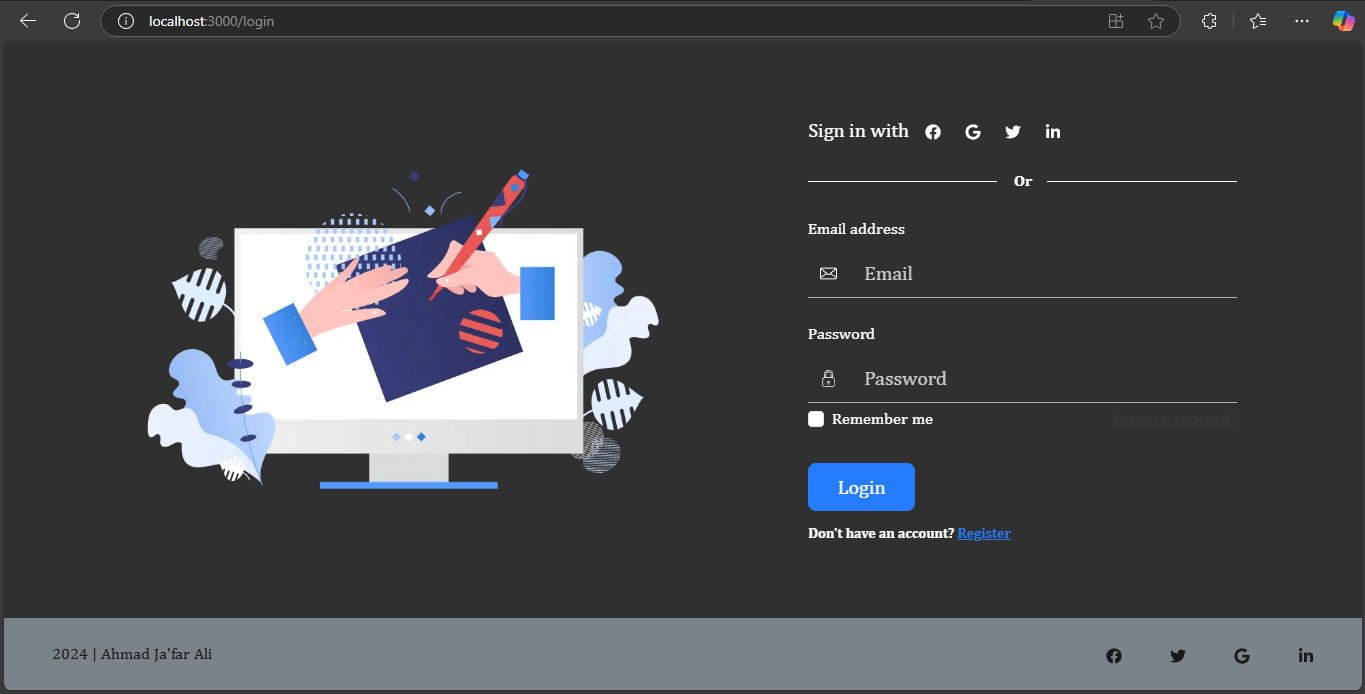 localhost:3000/login
Sign in with
Or
Email address
Email
Password
Password
Remember me
Forgot password?
Login
Don't have an account? Register
2024 | Ahmad Ja'far Ali